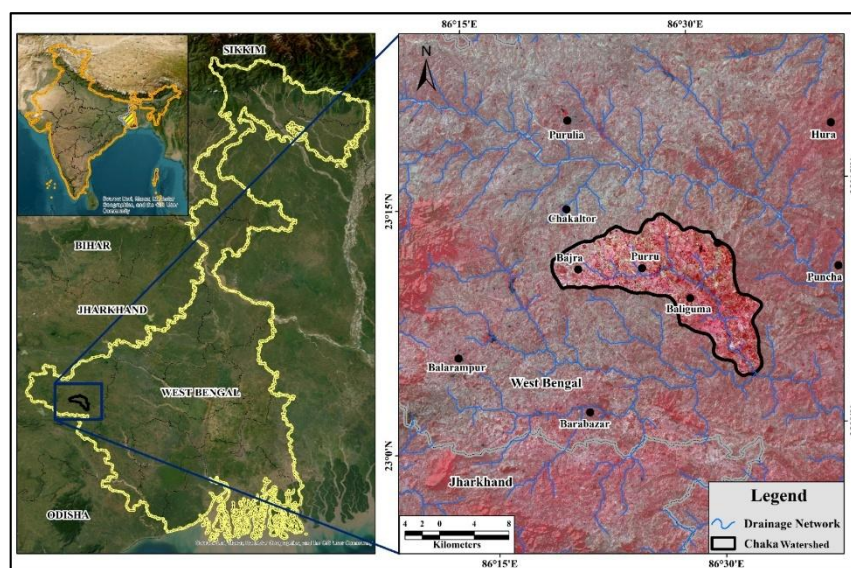 86°15'E
86°30'E
SIKKIM
N
Purulia
Hura
Chakaltor
23°15'N
BIHAR
Bajra
Purru
Puncha
Baliguma
JHARKHAND
WEST BENGAL
Balarampur
West Bengal
Barabazar
23°0'N
Jharkhand
ODISHA
Legend
Drainage Network
Chaka Watershed
4 2 0 4 8
Kilometers
86°15'E
86°30'E